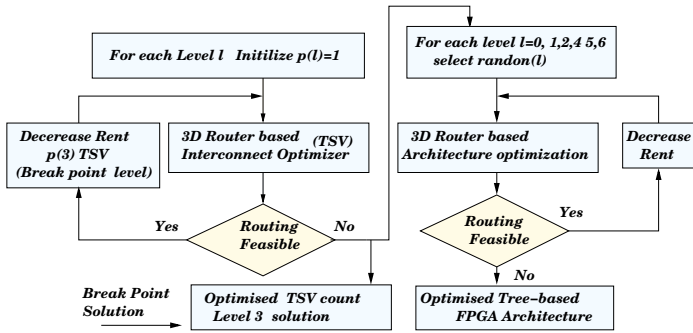 For each Level l Initilize p(l)=1
Decerease Rent
p(3) TSV
(Break point level)
3D Router based (TSV)
Interconnect Optimizer
Yes
Routing
Feasible
No
Break Point
Solution
Optimised TSV count
Level 3 solution
For each level l=0, 1,2,4 5,6
select randon(l)
3D Router based
Architecture optimization
Decrease
Rent
Routing
Feasible
Yes
No
Optimised Tree-based
FPGA Architecture